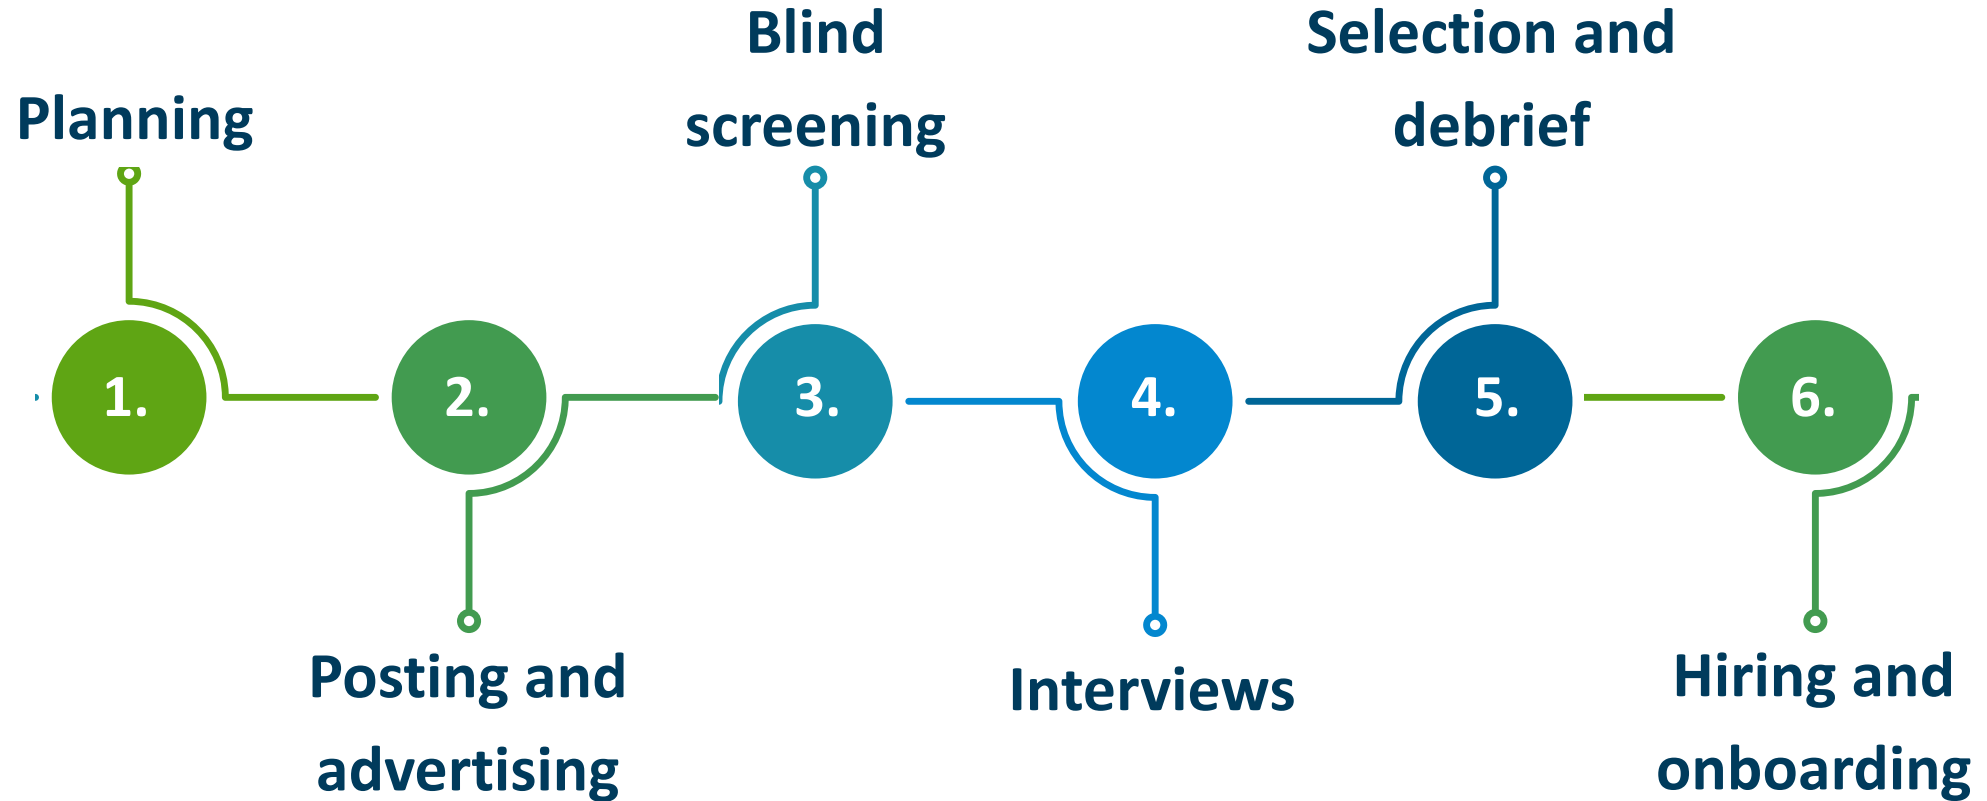 Planning
1.
2.
Posting and
advertising
Blind
screening
3.
4.
Interviews
Selection and
debrief
5.
6.
Hiring and
onboarding